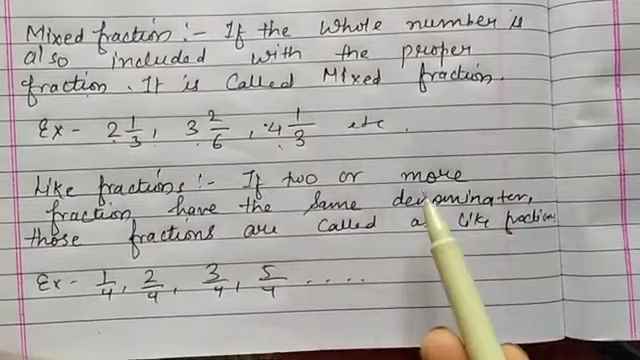 Mixed fraction :- If the whole number is
also included with the proper
fraction. It is called Mixed fraction.
Ex - 2 1/3, 3 2/6, 4 1/3 etc.
Like fractions :- If two or more
fraction have the same denominater,
those fractions are called as like fraction
Ex - 1/4, 2/4, 3/4, 5/4 .....